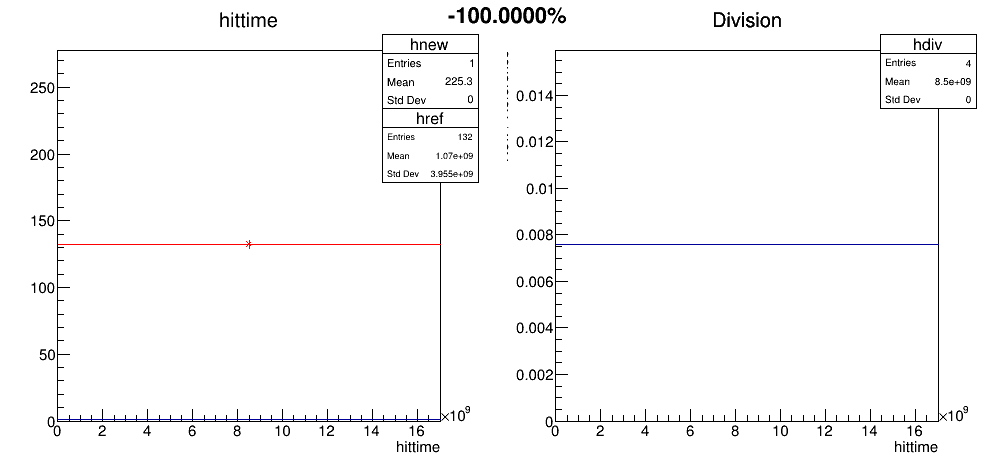 -100.0000%
hittime
hnew
Entries 1
Mean 225.3
Std Dev 0
href
Entries 132
Mean 1.07e+09
Std Dev 3.955e+09
250
200
150
100
50
0
0 2 4 6 8 10 12 14 16 ×10^9
hittime
Division
hdiv
Entries 4
Mean 8.5e+09
Std Dev 0
0.014
0.012
0.01
0.008
0.006
0.004
0.002
0
0 2 4 6 8 10 12 14 16 ×10^9
hittime